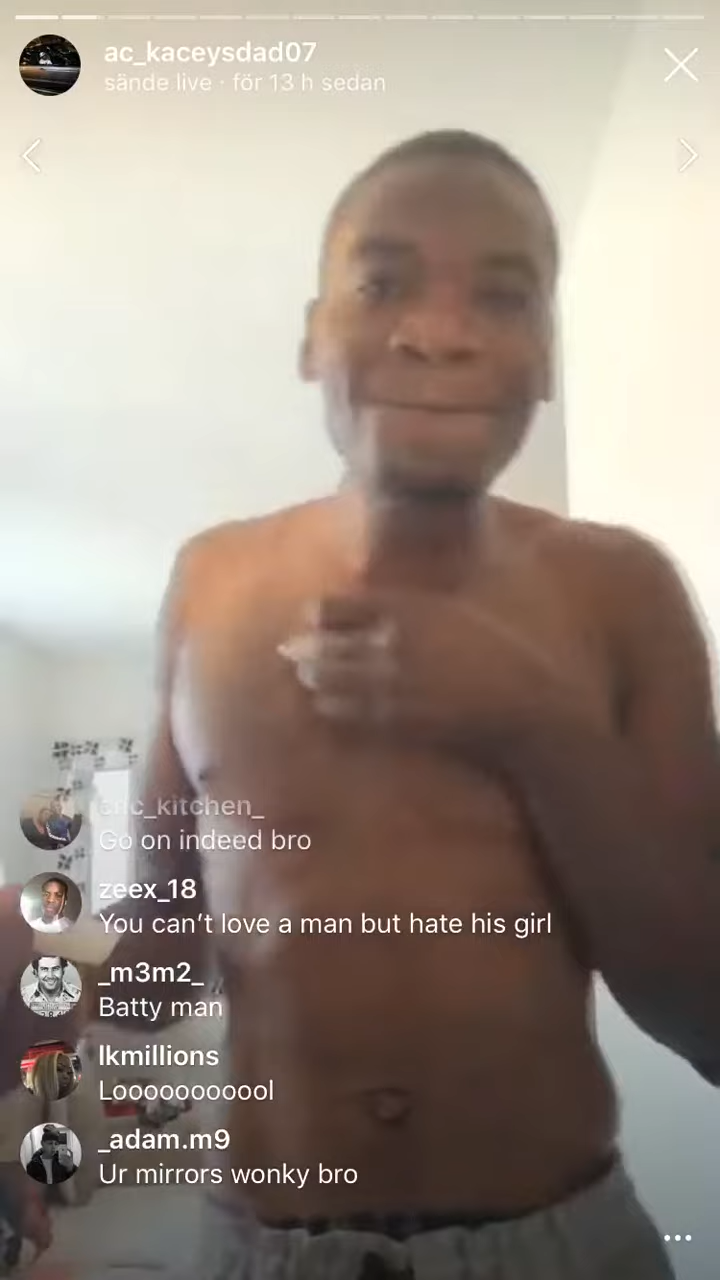 ac_kaceysdad07
sände live · för 13 h sedan
eric_kitchen_
Go on indeed bro
zeex_18
You can’t love a man but hate his girl
_m3m2_
Batty man
lkmillions
Looooooooool
_adam.m9
Ur mirrors wonky bro